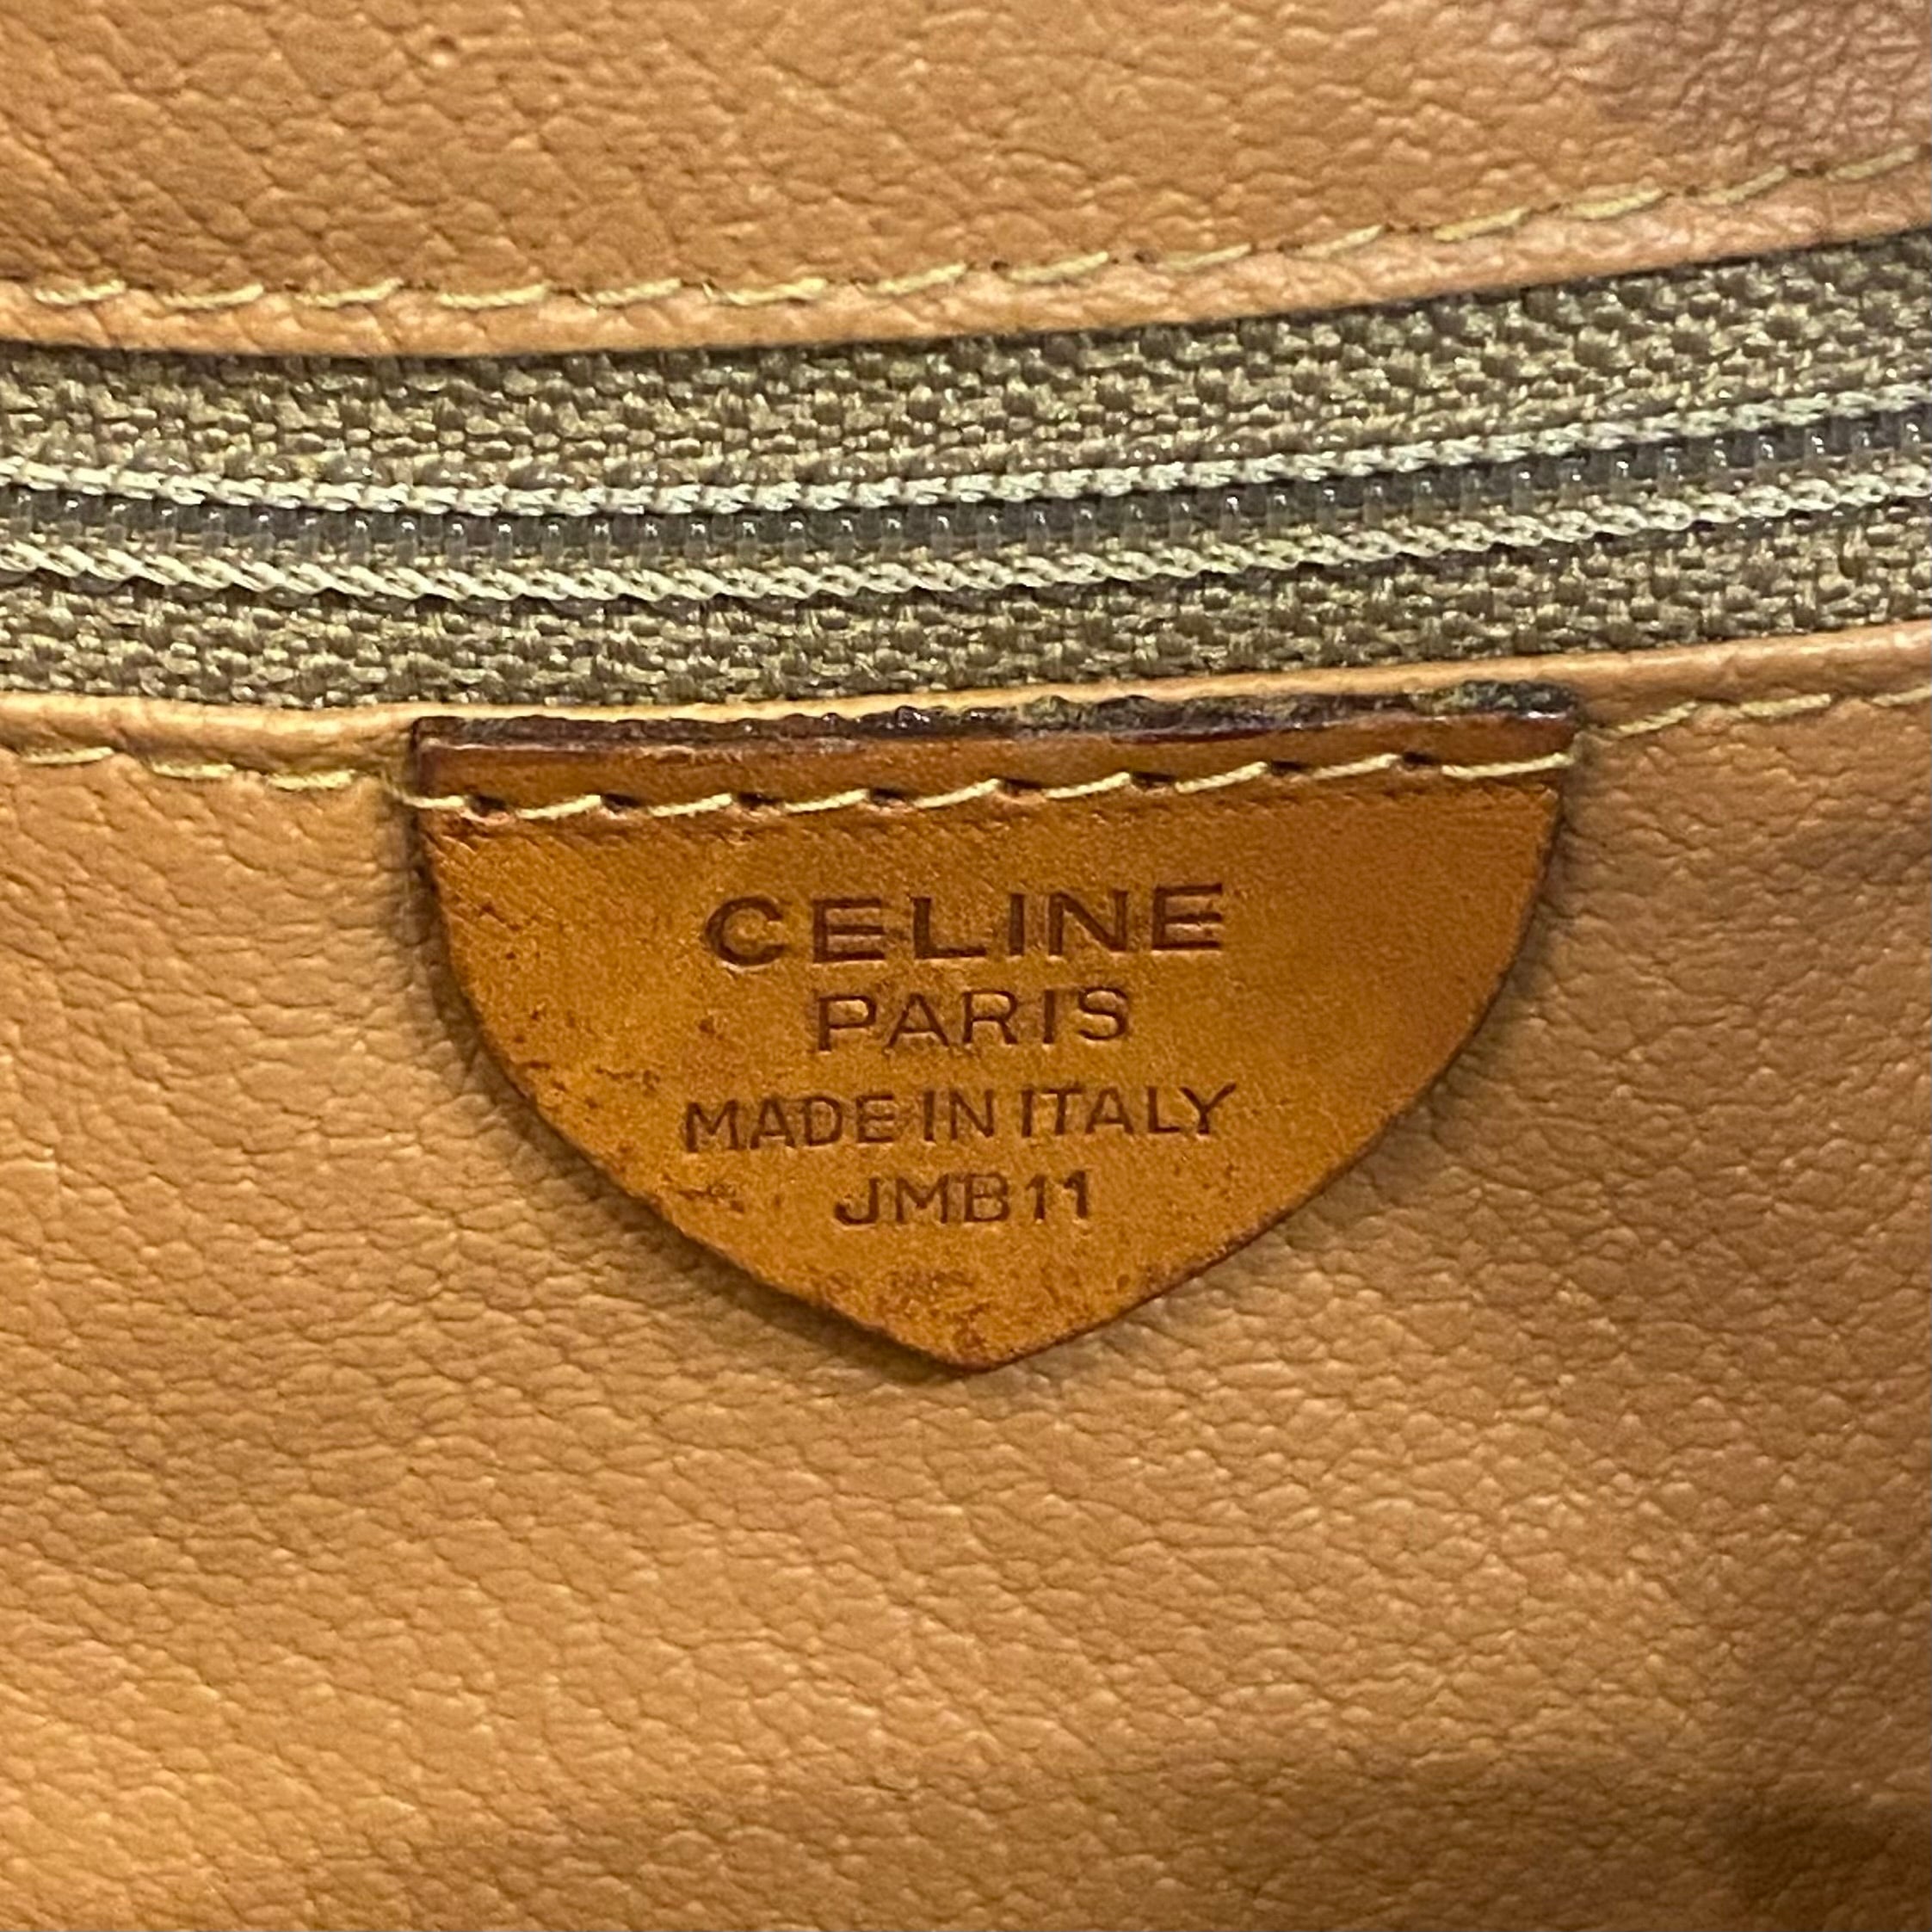 CELINE
PARIS
MADE IN ITALY
JMB11